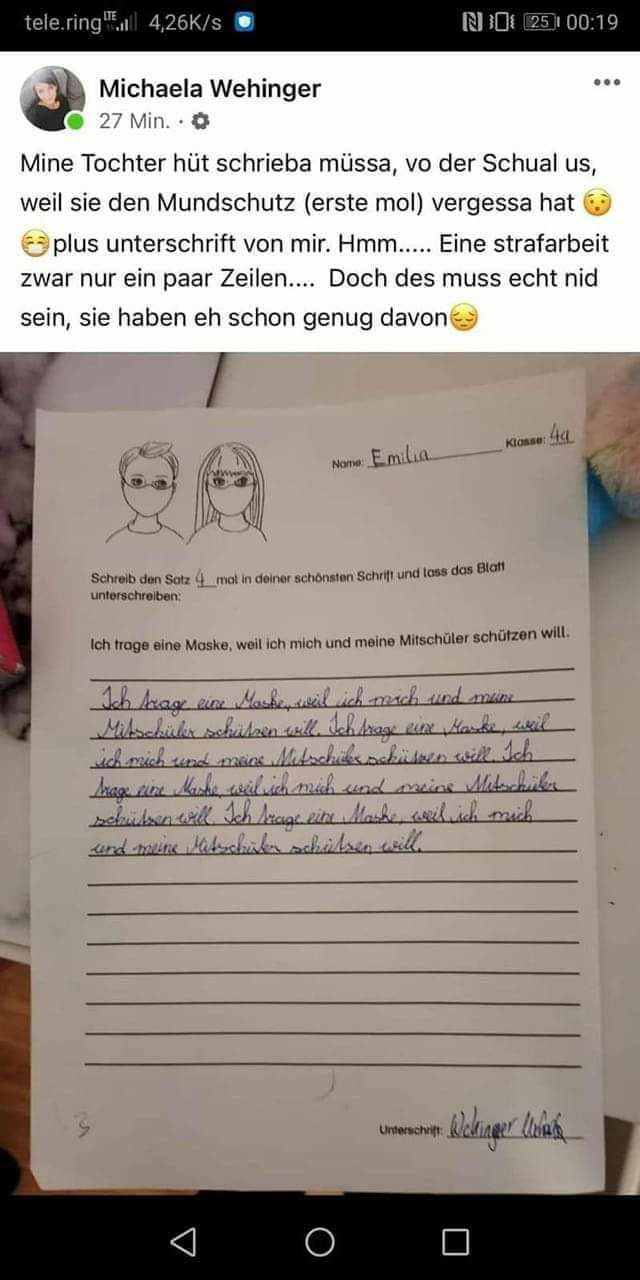 tele.ring LTE 4,26K/s 25 00:19
Michaela Wehinger
27 Min. ·
Mine Tochter hüt schrieba müssa, vo der Schual us,
weil sie den Mundschutz (erste mol) vergessa hat 😯
😷plus unterschrift von mir. Hmm..... Eine strafarbeit
zwar nur ein paar Zeilen.... Doch des muss echt nid
sein, sie haben eh schon genug davon😔
Name: Emilia Klasse: 4a
Schreib den Satz 4 mal in deiner schönsten Schrift und lass das Blatt
unterschreiben:
Ich trage eine Maske, weil ich mich und meine Mitschüler schützen will.
Ich trage eine Maske, weil ich mich und meine
Mitschüler schützen will. Ich trage eine Maske, weil
ich mich und meine Mitschüler schützen will. Ich
trage eine Maske, weil ich mich und meine Mitschüler
schützen will. Ich trage eine Maske, weil ich mich
und meine Mitschüler schützen will.
Unterschrift: Wehinger